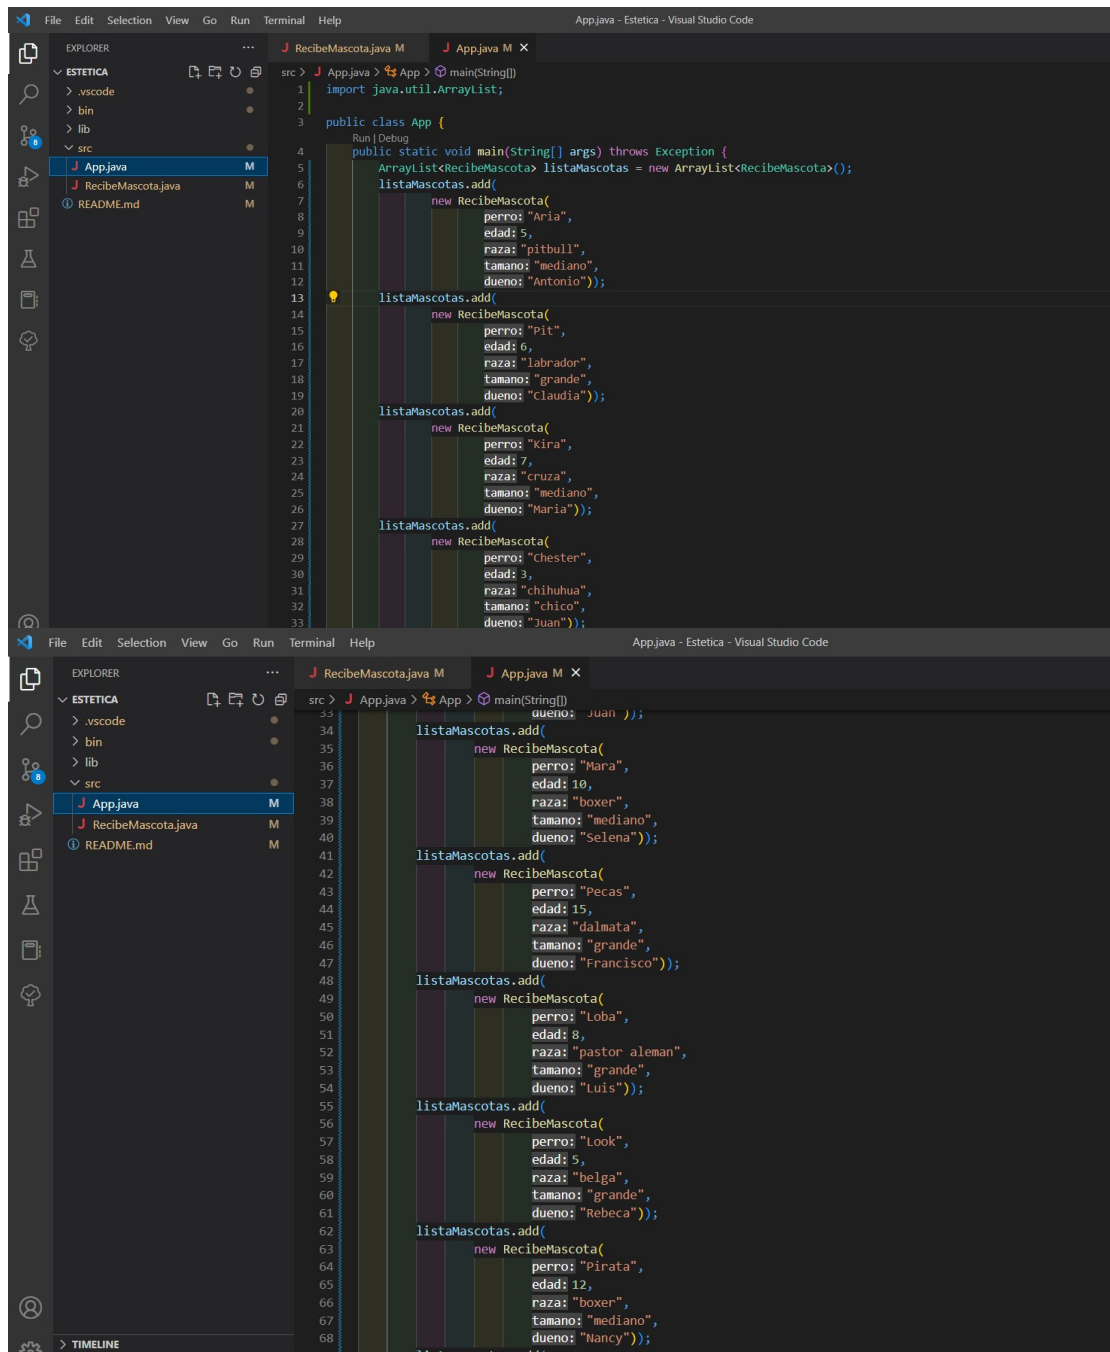 File Edit Selection View Go Run Terminal Help App.java - Estetica - Visual Studio Code
EXPLORER ...
ESTETICA
.vscode
bin
lib
src
App.java M
RecibeMascota.java M
README.md M
8
J RecibeMascota.java M J App.java M ×
src > J App.java > App > main(String[])
1 import java.util.ArrayList;
2
3 public class App {
Run | Debug
4 public static void main(String[] args) throws Exception {
5 ArrayList<RecibeMascota> listaMascotas = new ArrayList<RecibeMascota>();
6 listaMascotas.add(
7 new RecibeMascota(
8 perro: "Aria",
9 edad: 5,
10 raza: "pitbull",
11 tamano: "mediano",
12 dueno: "Antonio"));
13 listaMascotas.add(
14 new RecibeMascota(
15 perro: "Pit",
16 edad: 6,
17 raza: "labrador",
18 tamano: "grande",
19 dueno: "Claudia"));
20 listaMascotas.add(
21 new RecibeMascota(
22 perro: "Kira",
23 edad: 7,
24 raza: "cruza",
25 tamano: "mediano",
26 dueno: "Maria"));
27 listaMascotas.add(
28 new RecibeMascota(
29 perro: "Chester",
30 edad: 3,
31 raza: "chihuhua",
32 tamano: "chico",
33 dueno: "Juan"));
File Edit Selection View Go Run Terminal Help App.java - Estetica - Visual Studio Code
EXPLORER ...
ESTETICA
.vscode
bin
lib
src
App.java M
RecibeMascota.java M
README.md M
8
TIMELINE
J RecibeMascota.java M J App.java M ×
src > J App.java > App > main(String[])
33 dueno: "Juan"));
34 listaMascotas.add(
35 new RecibeMascota(
36 perro: "Mara",
37 edad: 10,
38 raza: "boxer",
39 tamano: "mediano",
40 dueno: "Selena"));
41 listaMascotas.add(
42 new RecibeMascota(
43 perro: "Pecas",
44 edad: 15,
45 raza: "dalmata",
46 tamano: "grande",
47 dueno: "Francisco"));
48 listaMascotas.add(
49 new RecibeMascota(
50 perro: "Loba",
51 edad: 8,
52 raza: "pastor aleman",
53 tamano: "grande",
54 dueno: "Luis"));
55 listaMascotas.add(
56 new RecibeMascota(
57 perro: "Look",
58 edad: 5,
59 raza: "belga",
60 tamano: "grande",
61 dueno: "Rebeca"));
62 listaMascotas.add(
63 new RecibeMascota(
64 perro: "Pirata",
65 edad: 12,
66 raza: "boxer",
67 tamano: "mediano",
68 dueno: "Nancy"));